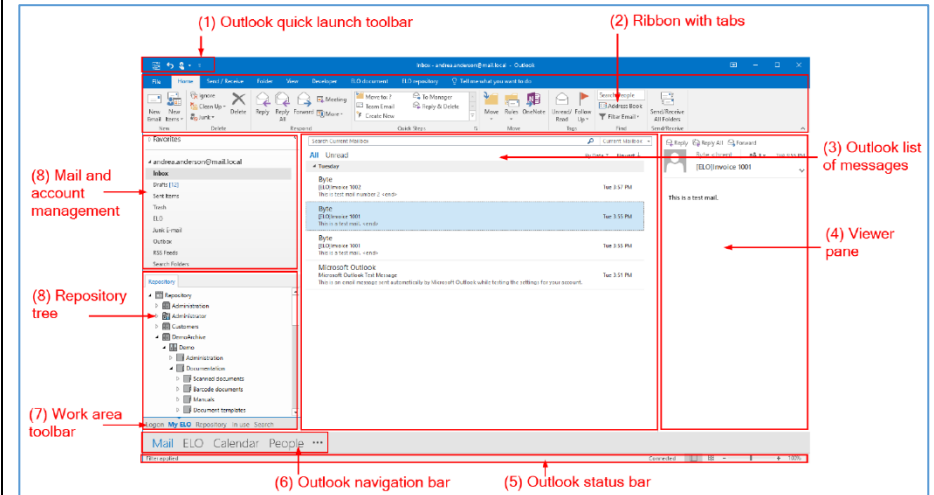 (1) Outlook quick launch toolbar
(2) Ribbon with tabs
Inbox - andrea.anderson@mail.local - Outlook
File Home Send / Receive Folder View Developer ELO document ELO repository Tell me what you want to do
New Email
New Items
Ignore
Clean Up
Junk
Delete
Reply
Reply All
Forward
Meeting
More
Move to: ?
Team Email
Create New
To Manager
Reply & Delete
Move
Rules
OneNote
Unread/ Read
Follow Up
Search People
Address Book
Filter Email
Send/Receive All Folders
New Delete Respond Quick Steps Move Tags Find Send/Receive
Favorites
andrea.anderson@mail.local
Inbox
Drafts [12]
Sent Items
Trash
ELO
Junk E-mail
Outbox
RSS Feeds
Search Folders
(8) Mail and
account
management
Search Current Mailbox Current Mailbox
All Unread By Date Newest
Tuesday
Byte
[ELO]Invoice 1002 Tue 3:57 PM
This is test mail number 2 <end>
Byte
[ELO]Invoice 1001 Tue 3:55 PM
This is a test mail. <end>
Byte
[ELO]Invoice 1001 Tue 3:55 PM
This is a test mail. <end>
Microsoft Outlook
Microsoft Outlook Test Message Tue 3:51 PM
This is an email message sent automatically by Microsoft Outlook while testing the settings for your account.
Reply Reply All Forward
[ELO]Invoice 1001
This is a test mail.
(3) Outlook list
of messages
(4) Viewer
pane
(8) Repository
tree
Repository
Repository
Administration
Administrator
Customers
DemoArchive
Demo
Administration
Documentation
Scanned documents
Barcode documents
Manuals
Document templates
(7) Work area
toolbar
Logon My ELO Repository In use Search
Mail ELO Calendar People •••
Filter applied Connected 100%
(6) Outlook navigation bar
(5) Outlook status bar